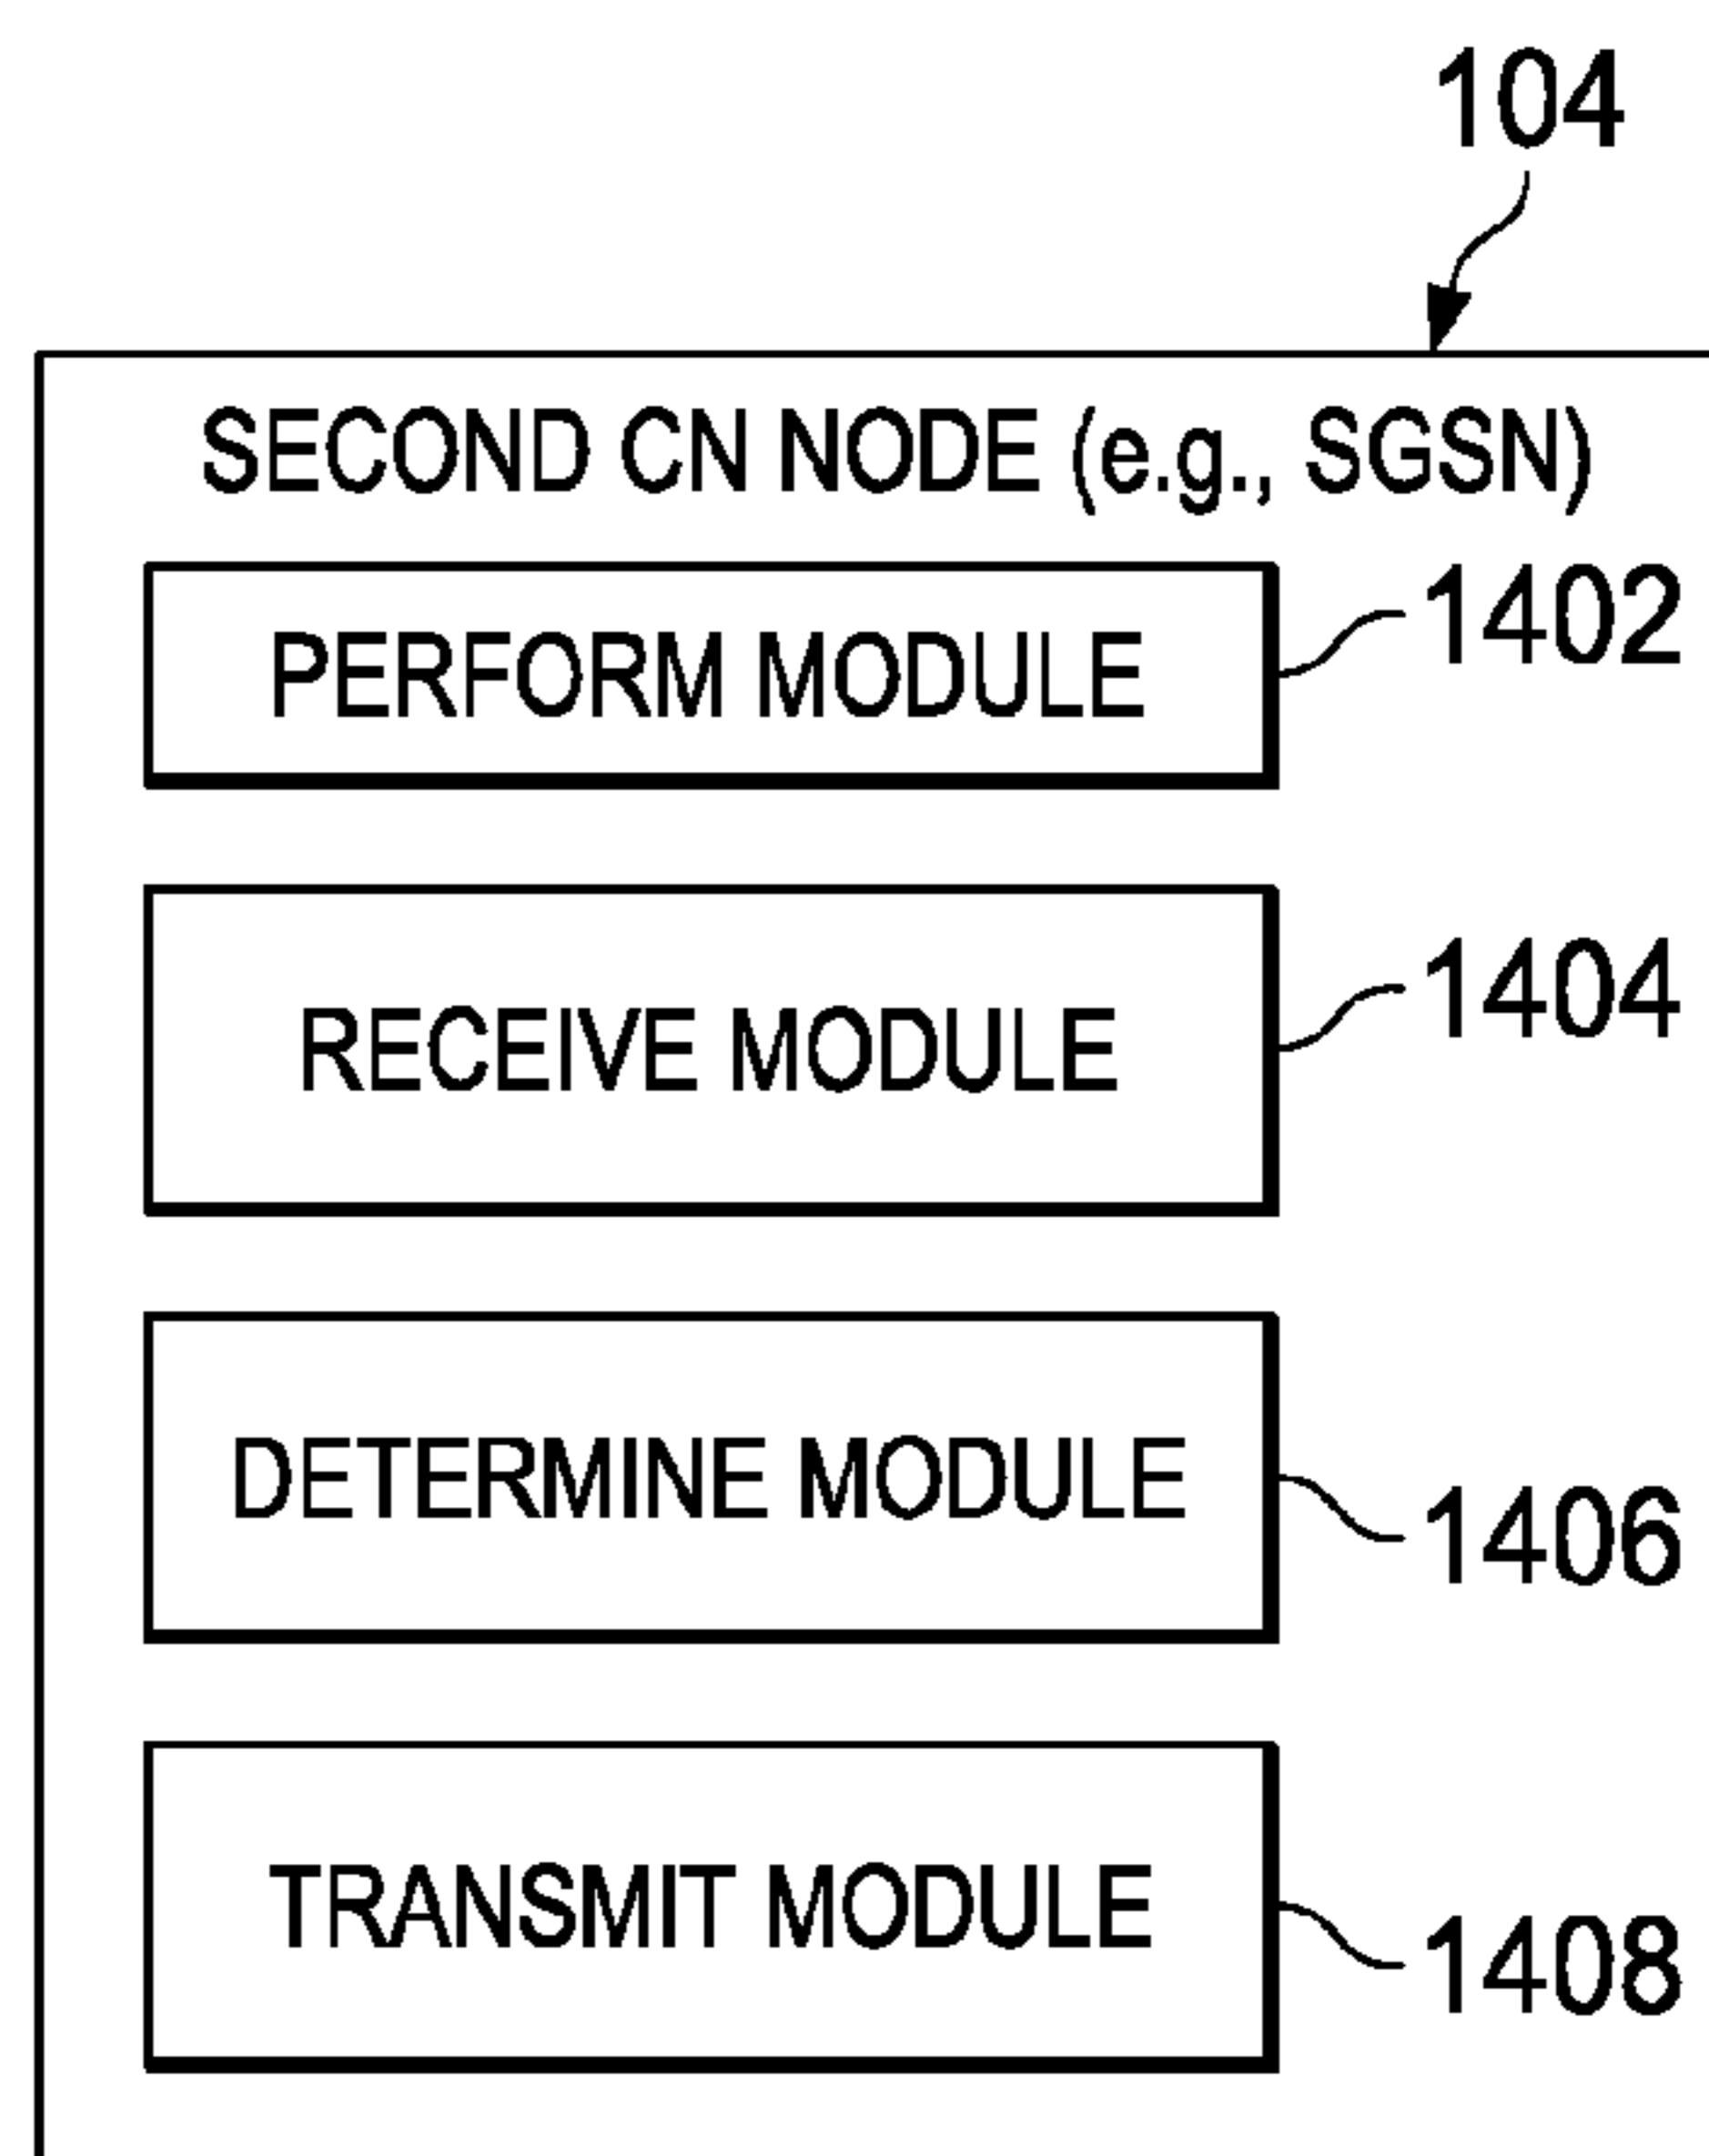 104
SECOND CN NODE (e.g., SGSN)
PERFORM MODULE
1402
RECEIVE MODULE
1404
DETERMINE MODULE
1406
TRANSMIT MODULE
1408